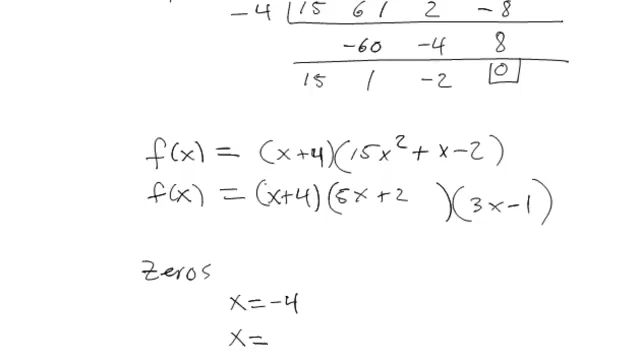 -4 | 15 61 2 -8
-60 -4 8
15 1 -2 0
f(x) = (x+4)(15x²+x-2)
f(x) = (x+4)(5x+2 )(3x-1)
Zeros
x=-4
x=